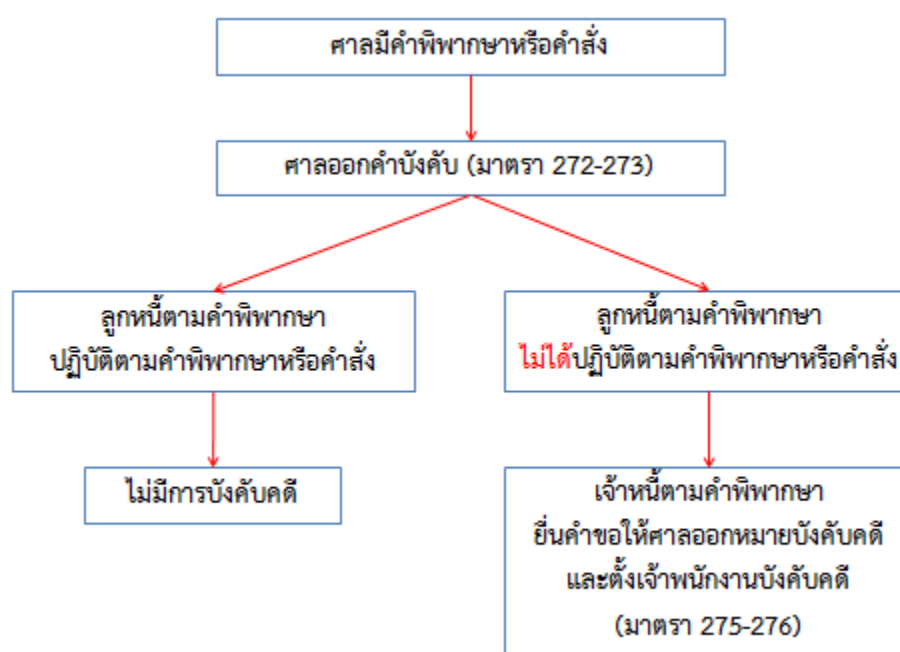 ศาลมีคำพิพากษาหรือคำสั่ง
ศาลออกคำบังคับ (มาตรา 272-273)
ลูกหนี้ตามคำพิพากษา
ปฏิบัติตามคำพิพากษาหรือคำสั่ง
ลูกหนี้ตามคำพิพากษา
ไม่ได้ปฏิบัติตามคำพิพากษาหรือคำสั่ง
ไม่มีการบังคับคดี
เจ้าหนี้ตามคำพิพากษา
ยื่นคำขอให้ศาลออกหมายบังคับคดี
และตั้งเจ้าพนักงานบังคับคดี
(มาตรา 275-276)